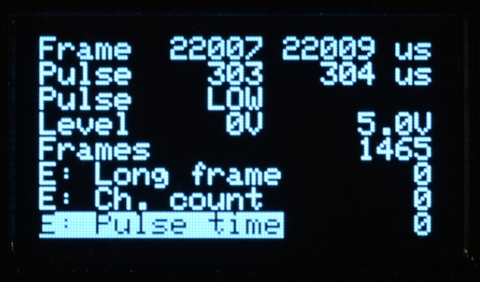 Frame 22007 22009 us
Pulse 303 304 us
Pulse LOW
Level 0V 5.0V
Frames 1465
E: Long frame 0
E: Ch. count 0
E: Pulse time 0